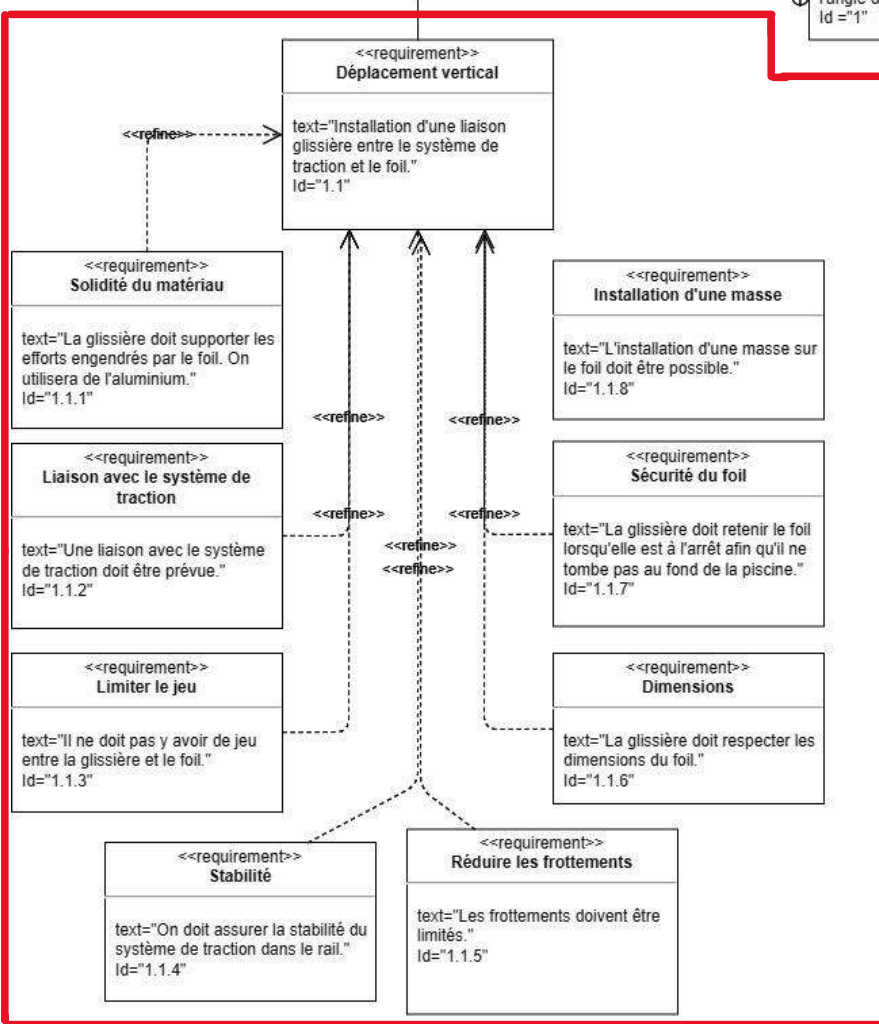 l'angle d
Id ="1"
<<requirement>>
Déplacement vertical
text="Installation d'une liaison
glissière entre le système de
traction et le foil."
Id="1.1"
<<refine>>
<<requirement>>
Solidité du matériau
text="La glissière doit supporter les
efforts engendrés par le foil. On
utilisera de l'aluminium."
Id="1.1.1"
<<requirement>>
Installation d'une masse
text="L'installation d'une masse sur
le foil doit être possible."
Id="1.1.8"
<<refine>>
<<refine>>
<<requirement>>
Liaison avec le système de
traction
text="Une liaison avec le système
de traction doit être prévue."
Id="1.1.2"
<<requirement>>
Sécurité du foil
text="La glissière doit retenir le foil
lorsqu'elle est à l'arrêt afin qu'il ne
tombe pas au fond de la piscine."
Id="1.1.7"
<<refine>>
<<refine>>
<<refine>>
<<refine>>
<<requirement>>
Limiter le jeu
text="Il ne doit pas y avoir de jeu
entre la glissière et le foil."
Id="1.1.3"
<<requirement>>
Dimensions
text="La glissière doit respecter les
dimensions du foil."
Id="1.1.6"
<<requirement>>
Stabilité
text="On doit assurer la stabilité du
système de traction dans le rail."
Id="1.1.4"
<<requirement>>
Réduire les frottements
text="Les frottements doivent être
limités."
Id="1.1.5"